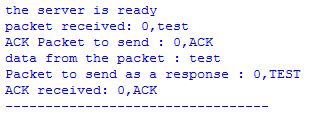 the server is ready
packet received: 0,test
ACK Packet to send : 0,ACK
data from the packet : test
Packet to send as a response : 0,TEST
ACK received: 0,ACK
---------------------------------